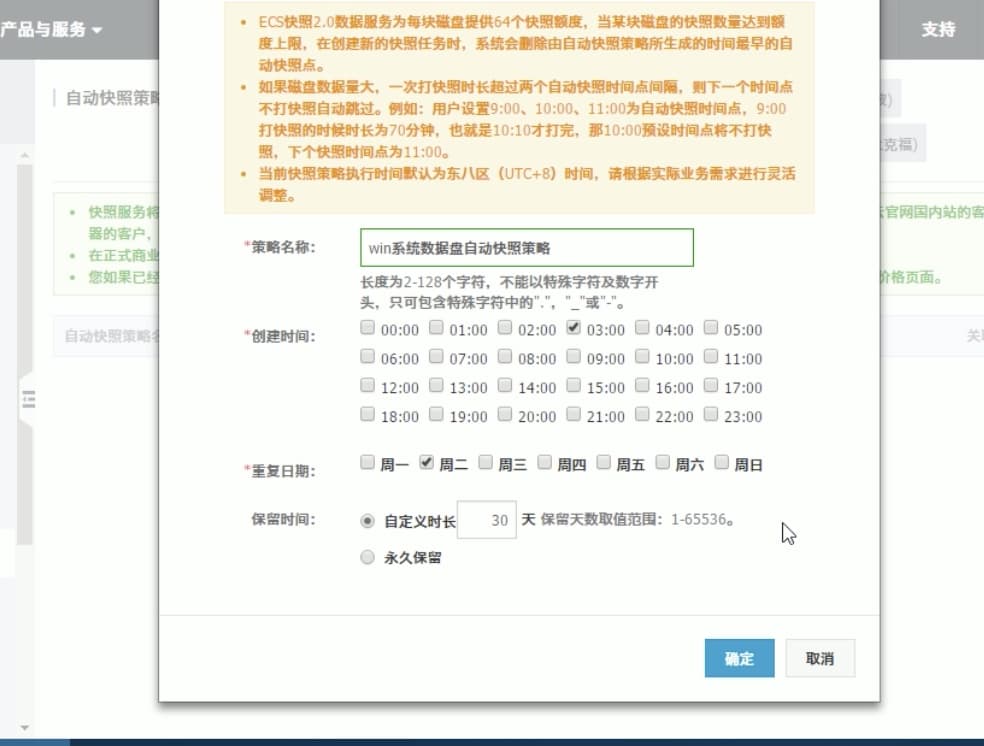 产品与服务
支持
自动快照策略
克福)
ECS快照2.0数据服务为每块磁盘提供64个快照额度，当某块磁盘的快照数量达到额
度上限，在创建新的快照任务时，系统会删除由自动快照策略所生成的时间最早的自
动快照点。
如果磁盘数据量大，一次打快照时长超过两个自动快照时间点间隔，则下一个时间点
不打快照自动跳过。例如：用户设置9:00、10:00、11:00为自动快照时间点，9:00
打快照的时候时长为70分钟，也就是10:10才打完，那10:00预设时间点将不打快
照，下个快照时间点为11:00。
当前快照策略执行时间默认为东八区（UTC+8）时间，请根据实际业务需求进行灵活
调整。
快照服务将
官网国内站的客
器的客户，
在正式商业
您如果已经
价格页面。
自动快照策略名
关联
*策略名称：
win系统数据盘自动快照策略
长度为2-128个字符，不能以特殊字符及数字开
头，只可包含特殊字符中的"."，"_"或"-"。
*创建时间：
00:00 01:00 02:00 03:00 04:00 05:00
06:00 07:00 08:00 09:00 10:00 11:00
12:00 13:00 14:00 15:00 16:00 17:00
18:00 19:00 20:00 21:00 22:00 23:00
*重复日期：
周一 周二 周三 周四 周五 周六 周日
保留时间：
自定义时长 30 天 保留天数取值范围：1-65536。
永久保留
确定
取消